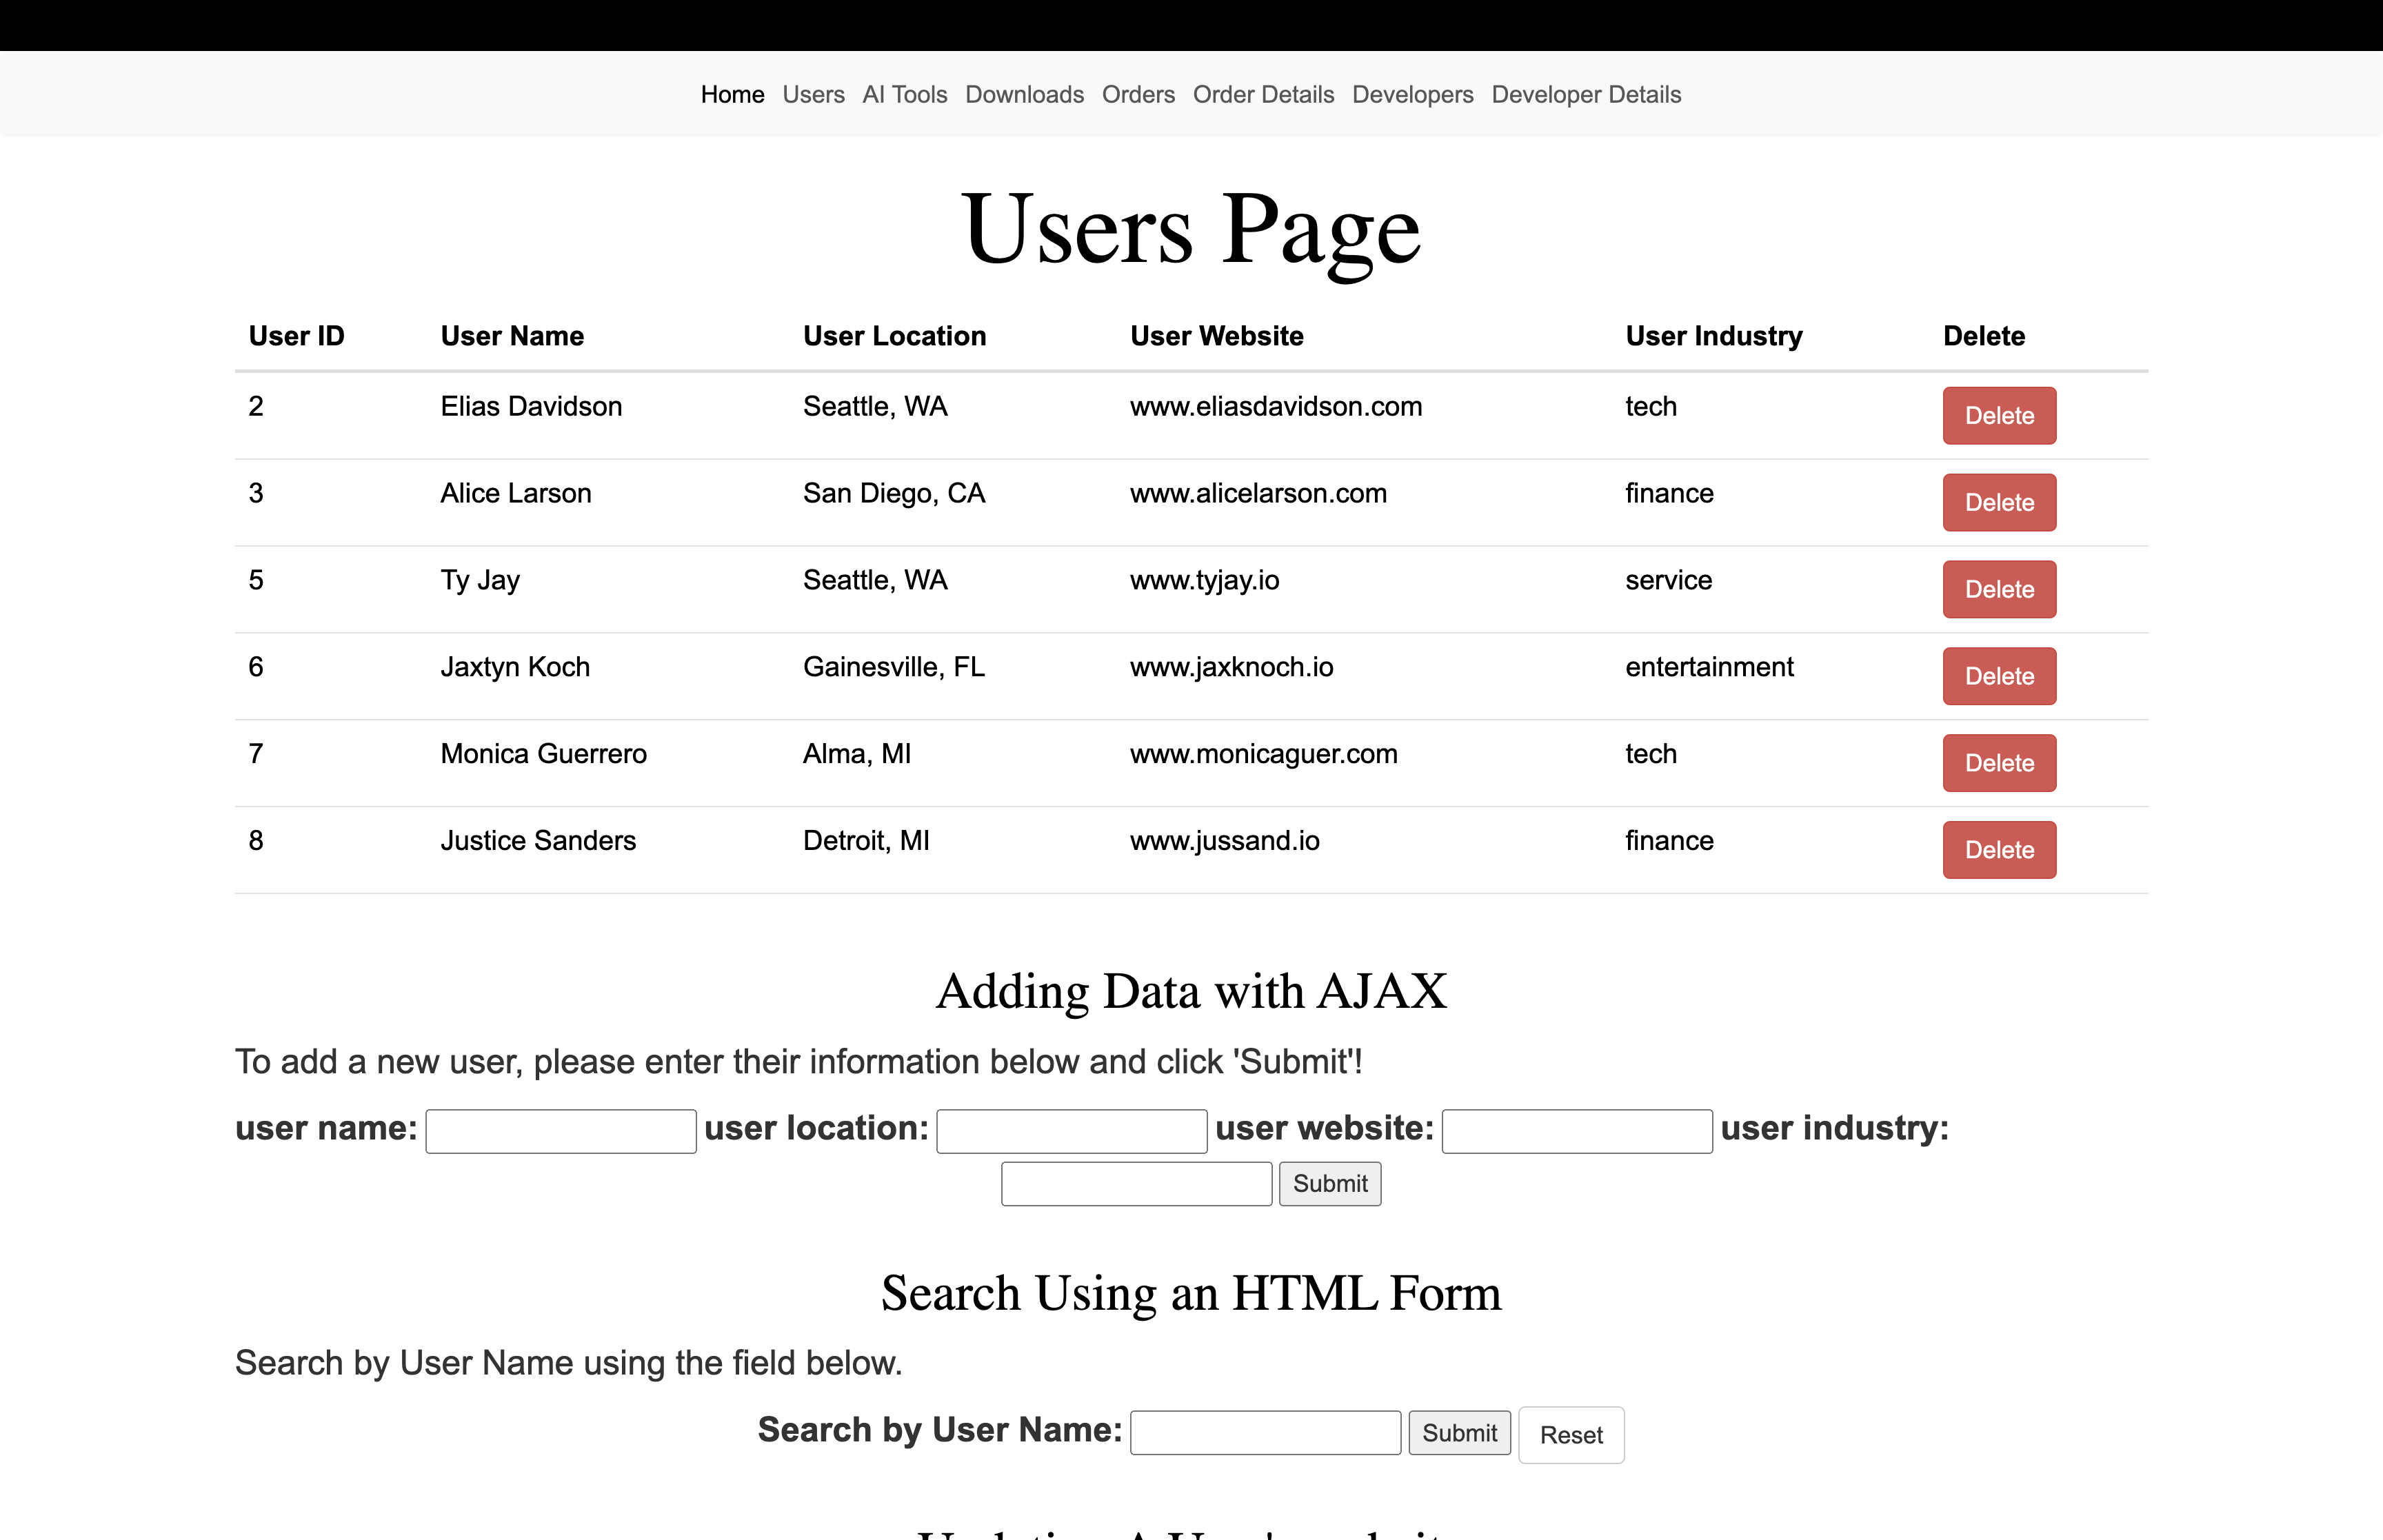 Home Users AI Tools Downloads Orders Order Details Developers Developer Details
Users Page
User ID User Name User Location User Website User Industry Delete
2 Elias Davidson Seattle, WA www.eliasdavidson.com tech Delete
3 Alice Larson San Diego, CA www.alicelarson.com finance Delete
5 Ty Jay Seattle, WA www.tyjay.io service Delete
6 Jaxtyn Koch Gainesville, FL www.jaxknoch.io entertainment Delete
7 Monica Guerrero Alma, MI www.monicaguer.com tech Delete
8 Justice Sanders Detroit, MI www.jussand.io finance Delete
Adding Data with AJAX
To add a new user, please enter their information below and click 'Submit'!
user name: user location: user website: user industry:
Submit
Search Using an HTML Form
Search by User Name using the field below.
Search by User Name: Submit Reset